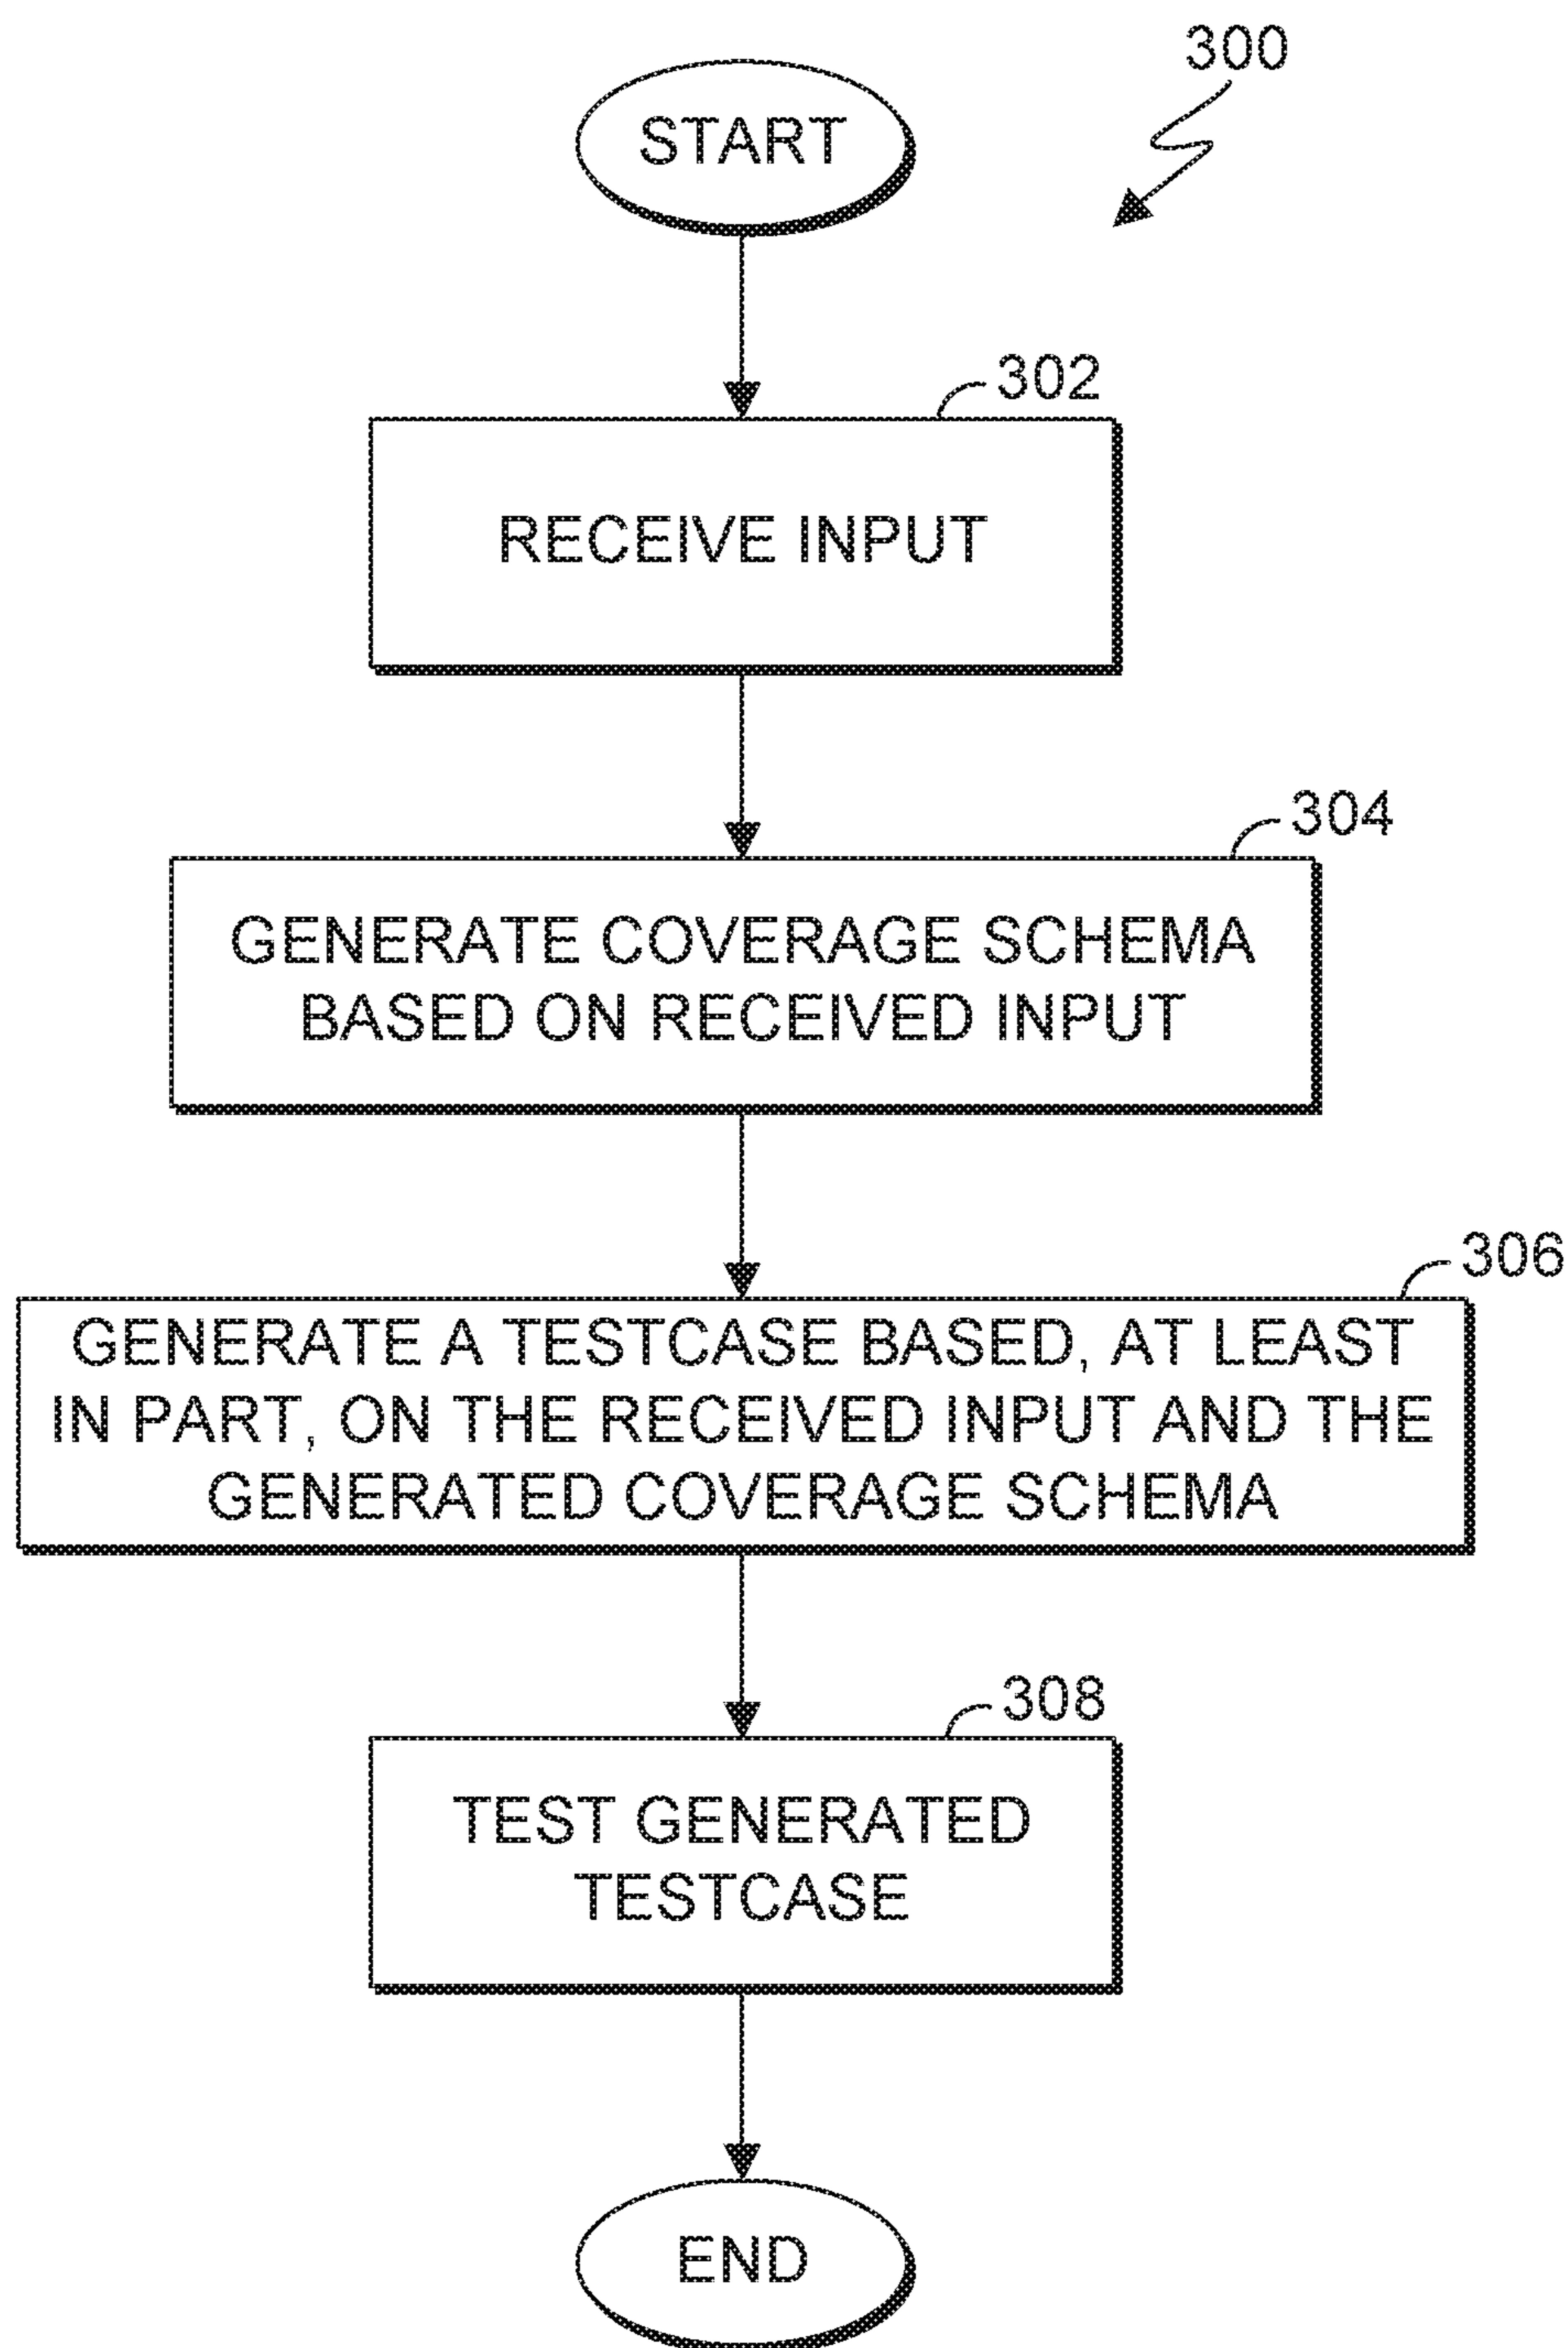 300
START
302
RECEIVE INPUT
304
GENERATE COVERAGE SCHEMA
BASED ON RECEIVED INPUT
306
GENERATE A TESTCASE BASED, AT LEAST
IN PART, ON THE RECEIVED INPUT AND THE
GENERATED COVERAGE SCHEMA
308
TEST GENERATED
TESTCASE
END